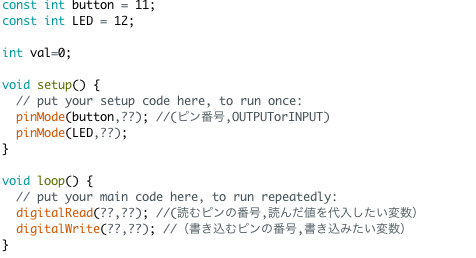 const int button = 11;
const int LED = 12;
int val=0;
void setup() {
// put your setup code here, to run once:
pinMode(button,??); //(ピン番号,OUTPUTorINPUT)
pinMode(LED,??);
}
void loop() {
// put your main code here, to run repeatedly:
digitalRead(??,??); //(読むピンの番号,読んだ値を代入したい変数)
digitalWrite(??,??); // (書き込むピンの番号,書き込みたい変数)
}